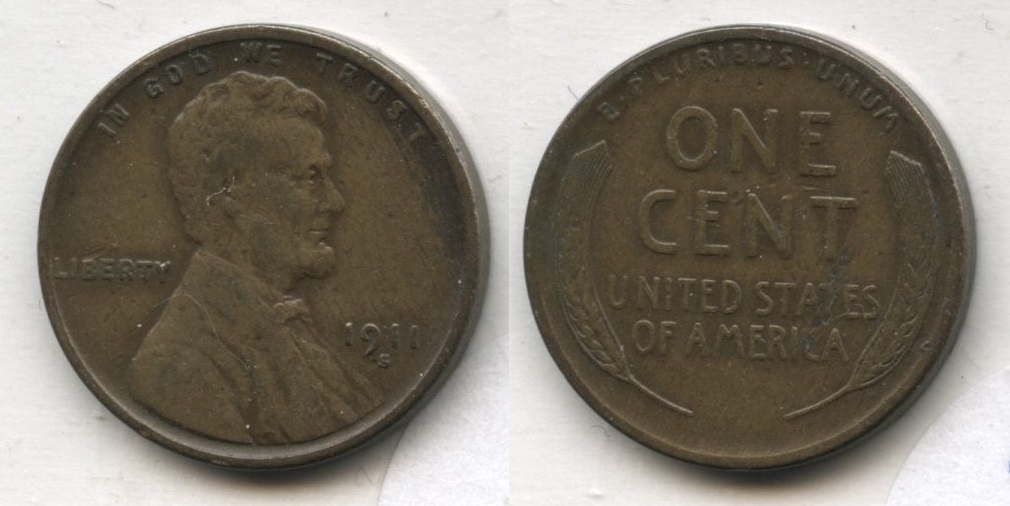 IN GOD WE TRUST
LIBERTY
1911
S
E·PLURIBUS·UNUM
ONE
CENT
UNITED STATES
OF AMERICA